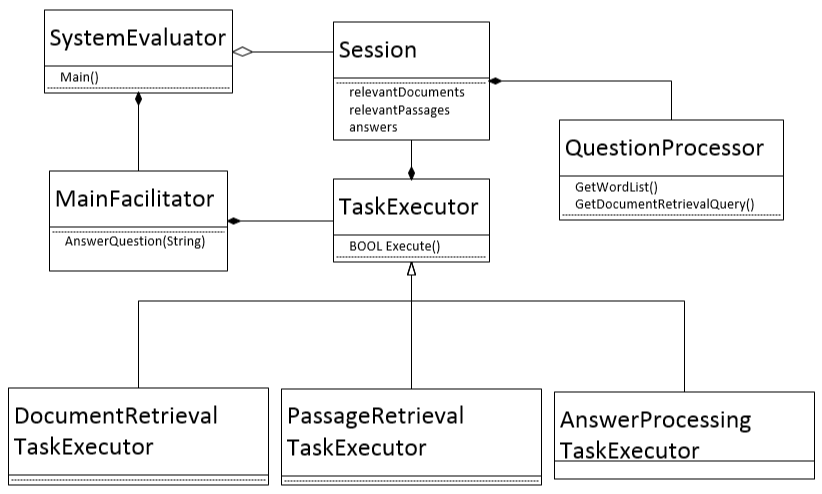 SystemEvaluator
Main()
Session
relevantDocuments
relevantPassages
answers
QuestionProcessor
GetWordList()
GetDocumentRetrievalQuery()
MainFacilitator
AnswerQuestion(String)
TaskExecutor
BOOL Execute()
DocumentRetrieval
TaskExecutor
PassageRetrieval
TaskExecutor
AnswerProcessing
TaskExecutor